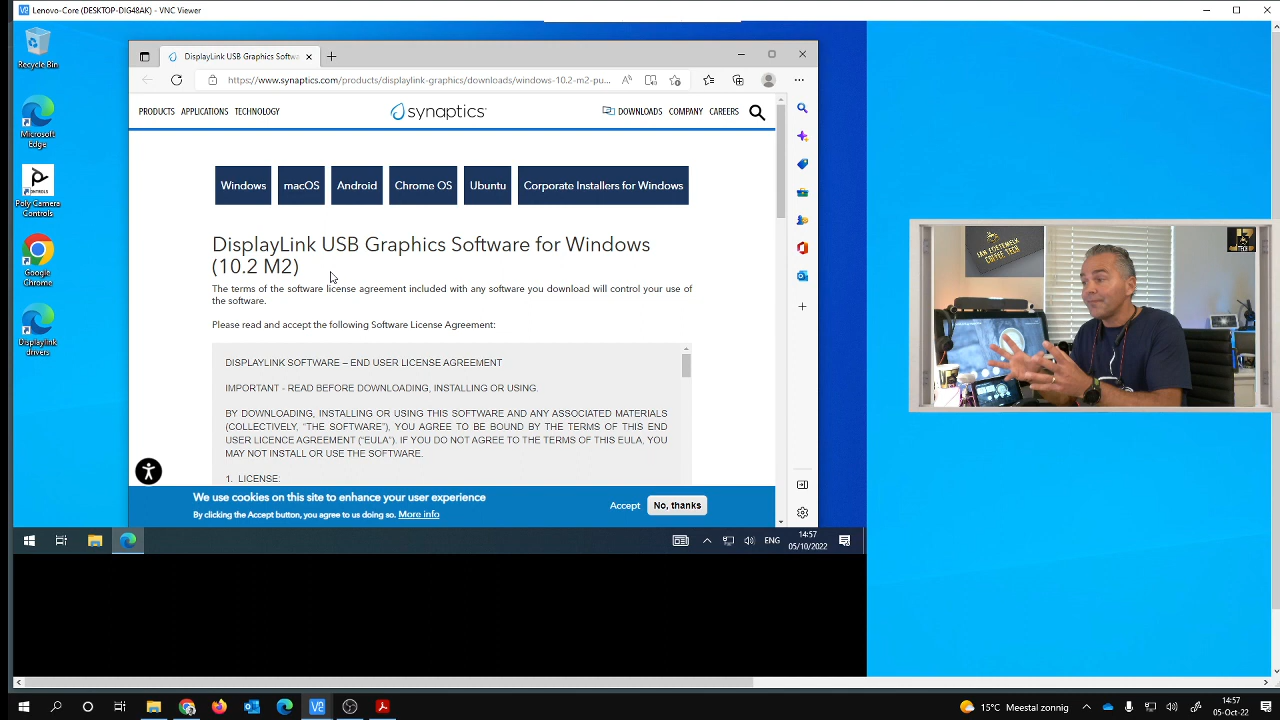 Lenovo-Core (DESKTOP-DIG48AK) - VNC Viewer
Recycle Bin
Microsoft
Edge
Poly Camera
Controls
Google
Chrome
Displaylink
drivers
DisplayLink USB Graphics Softwa
https://www.synaptics.com/products/displaylink-graphics/downloads/windows-10.2-m2-pu...
PRODUCTS APPLICATIONS TECHNOLOGY
synaptics
DOWNLOADS COMPANY CAREERS
Windows
macOS
Android
Chrome OS
Ubuntu
Corporate Installers for Windows
DisplayLink USB Graphics Software for Windows
(10.2 M2)
The terms of the software license agreement included with any software you download will control your use of
the software.
Please read and accept the following Software License Agreement:
DISPLAYLINK SOFTWARE – END USER LICENSE AGREEMENT
IMPORTANT - READ BEFORE DOWNLOADING, INSTALLING OR USING.
BY DOWNLOADING, INSTALLING OR USING THIS SOFTWARE AND ANY ASSOCIATED MATERIALS
(COLLECTIVELY, "THE SOFTWARE"), YOU AGREE TO BE BOUND BY THE TERMS OF THIS END
USER LICENCE AGREEMENT ("EULA"). IF YOU DO NOT AGREE TO THE TERMS OF THIS EULA, YOU
MAY NOT INSTALL OR USE THE SOFTWARE.
1. LICENSE:
We use cookies on this site to enhance your user experience
By clicking the Accept button, you agree to us doing so. More info
Accept
No, thanks
ENG
14:57
05/10/2022
15°C Meestal zonnig
14:57
05-Oct-22